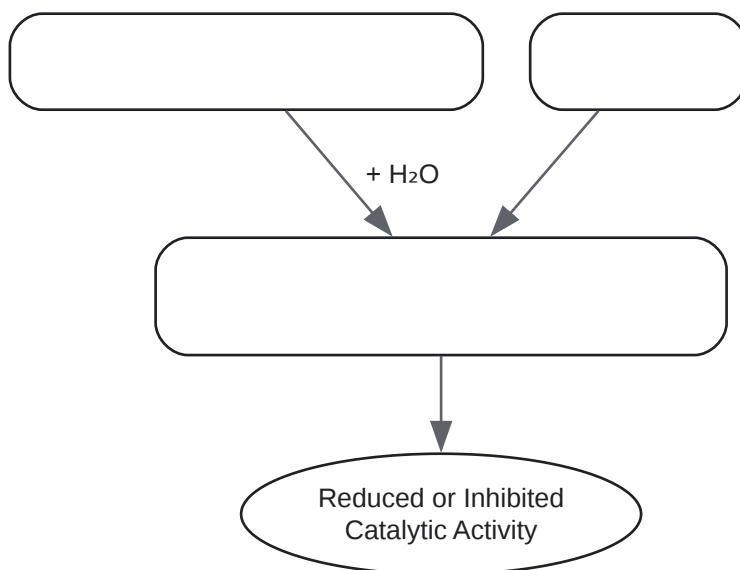 + H₂O
Reduced or Inhibited
Catalytic Activity